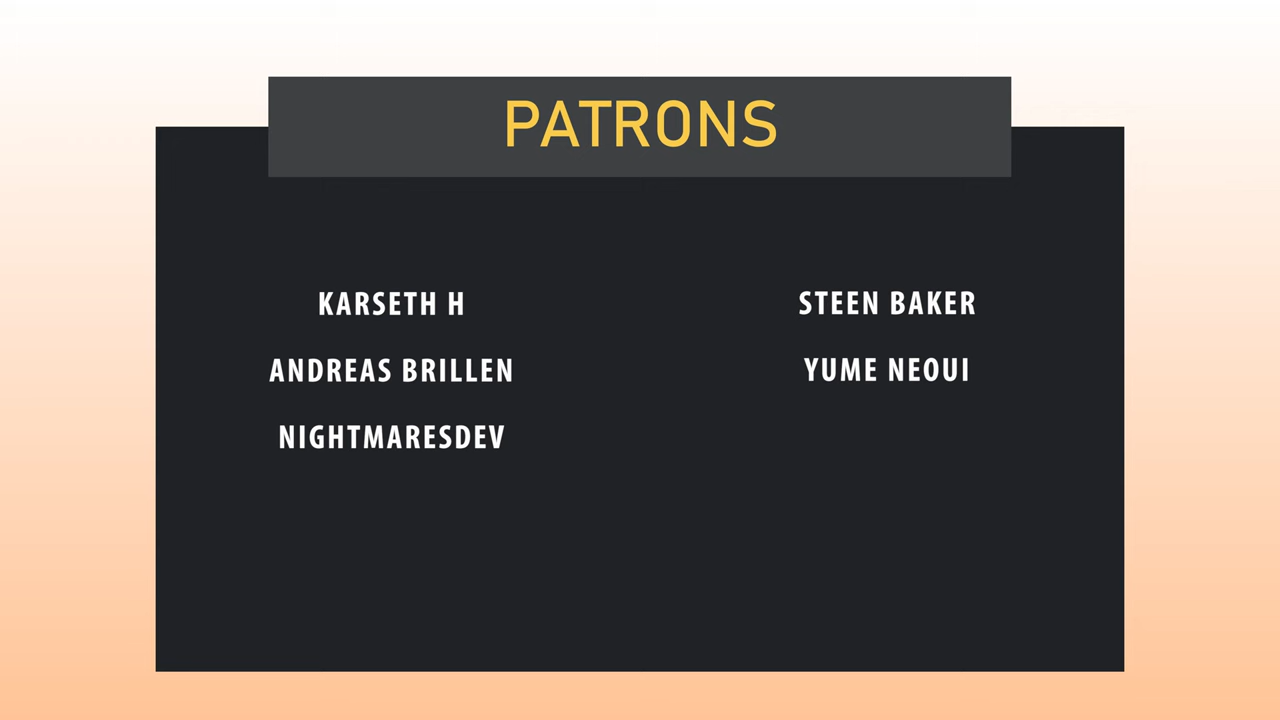 PATRONS
KARSETH H
STEEN BAKER
ANDREAS BRILLEN
YUME NEOUI
NIGHTMARESDEV